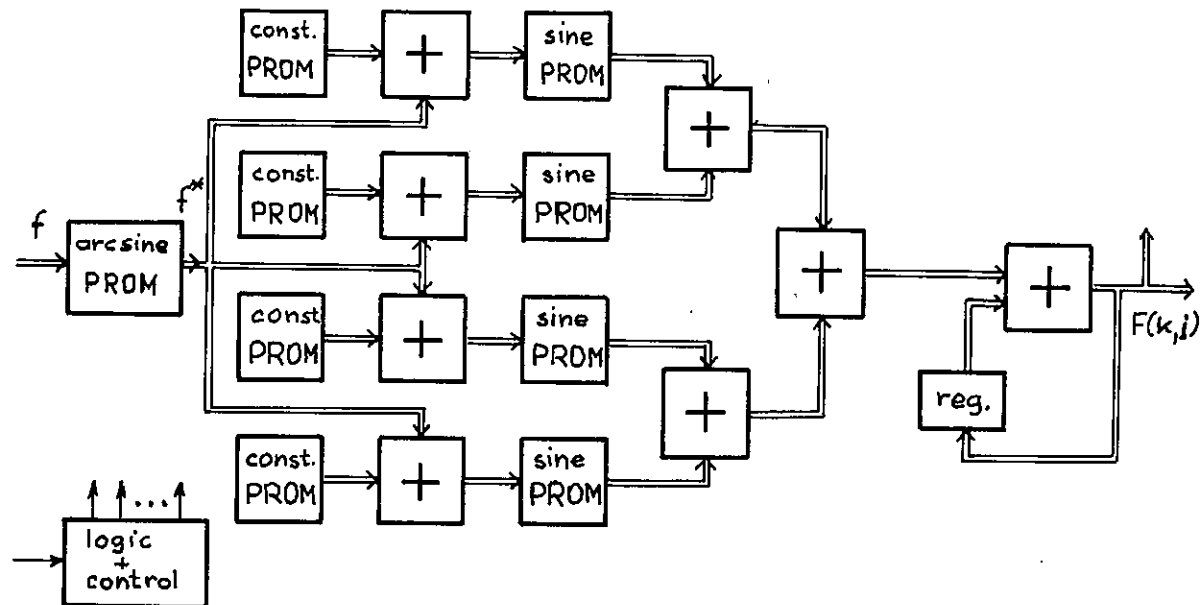 const.
PROM
+
sine
PROM
+
const.
PROM
+
sine
PROM
f
arcsine
PROM
f*
+
+
F(k,j)
const
PROM
+
sine
PROM
+
reg.
const.
PROM
+
sine
PROM
...
logic
+
control